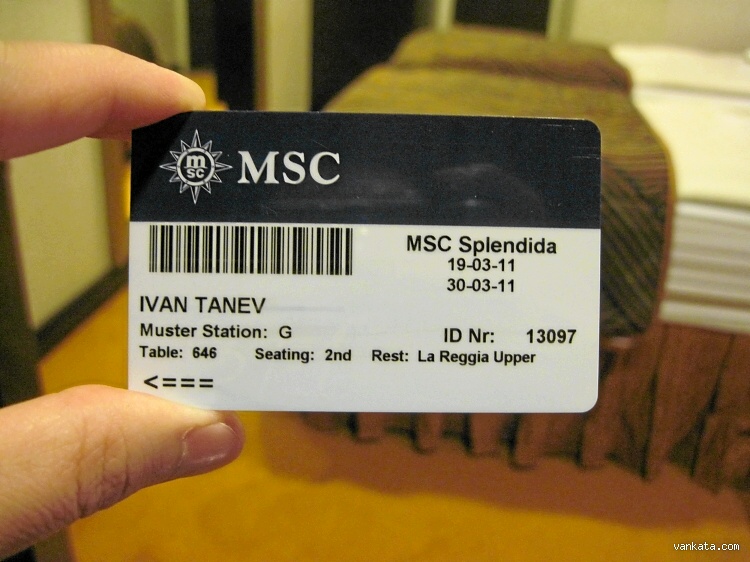 m
sc
MSC
MSC Splendida
19-03-11
30-03-11
IVAN TANEV
Muster Station: G
ID Nr: 13097
Table: 646 Seating: 2nd Rest: La Reggia Upper
<===
vankata.com